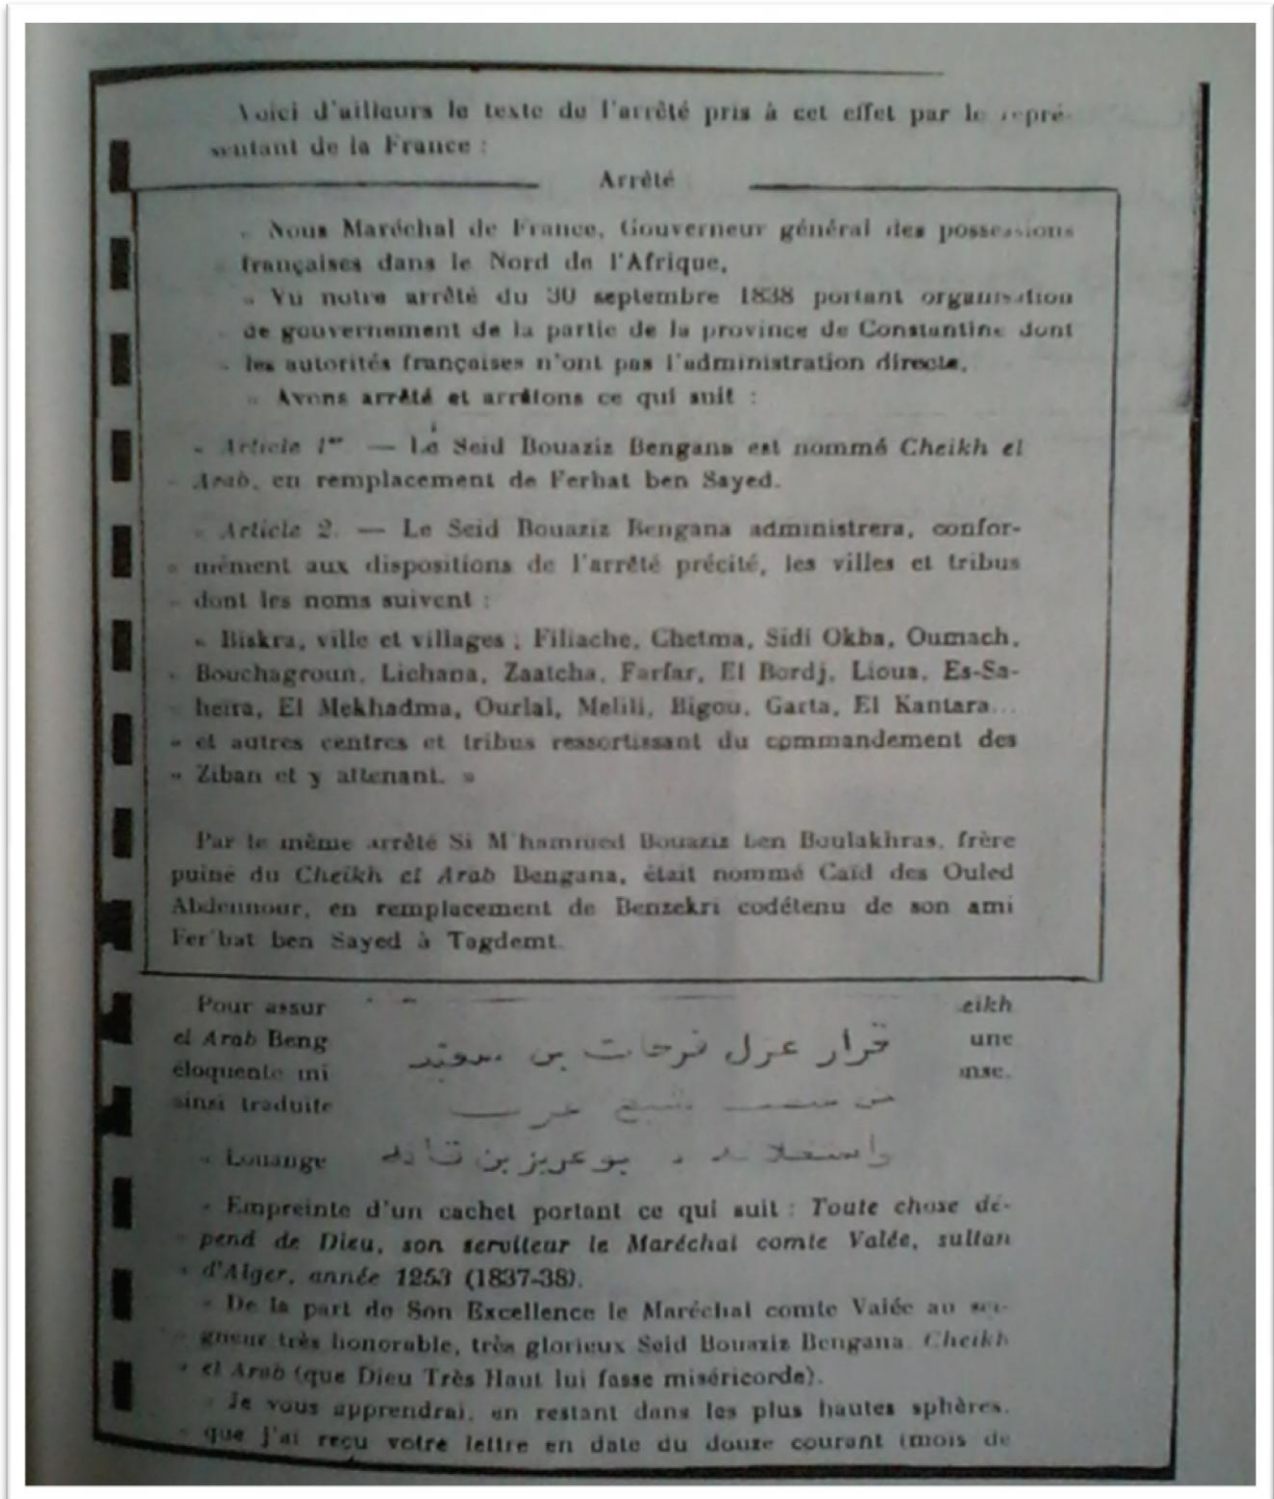 Voici d'ailleurs le texte de l'arrêté pris à cet effet par le repré-
sentant de la France :
Arrêté
« Nous Maréchal de France, Gouverneur général des possessions
françaises dans le Nord de l'Afrique,
« Vu notre arrêté du 30 septembre 1838 portant organisation
de gouvernement de la partie de la province de Constantine dont
« les autorités françaises n'ont pas l'administration directe,
« Avons arrêté et arrêtons ce qui suit :
« Article 1er — Le Seid Bouaziz Bengana est nommé Cheikh el
« Arab, en remplacement de Ferhat ben Sayed.
« Article 2. — Le Seid Bouaziz Bengana administrera, confor-
« mément aux dispositions de l'arrêté précité, les villes et tribus
« dont les noms suivent :
« Biskra, ville et villages ; Filiache, Chetma, Sidi Okba, Oumach,
« Bouchagroun, Lichana, Zaatcha, Farfar, El Bordj, Lioua, Es-Sa-
heira, El Mekhadma, Ourlal, Melili, Bigou, Garta, El Kantara...
« et autres centres et tribus ressortissant du commandement des
« Ziban et y attenant. »
Par le même arrêté Si M'hammed Bouaziz ben Boulakhras, frère
puiné du Cheikh el Arab Bengana, était nommé Caïd des Ouled
Abdennour, en remplacement de Benzekri codétenu de son ami
Fer'hat ben Sayed à Tagdemt.
Pour assur eikh
el Arab Beng قرار عزل فرحات بن une
éloquente mi nse.
ainsi traduite شيخ عرب
« Louange بو عزيز بن قانه
« Empreinte d'un cachet portant ce qui suit : Toute chose dé-
« pend de Dieu, son serviteur le Maréchal comte Valée, sultan
« d'Alger, année 1253 (1837-38).
« De la part de Son Excellence le Maréchal comte Valée au sei-
« gneur très honorable, très glorieux Seid Bouaziz Bengana, Cheikh
« el Arab (que Dieu Très Haut lui fasse miséricorde).
« Je vous apprendrai, en restant dans les plus hautes sphères,
« que j'ai reçu votre lettre en date du douze courant (mois de